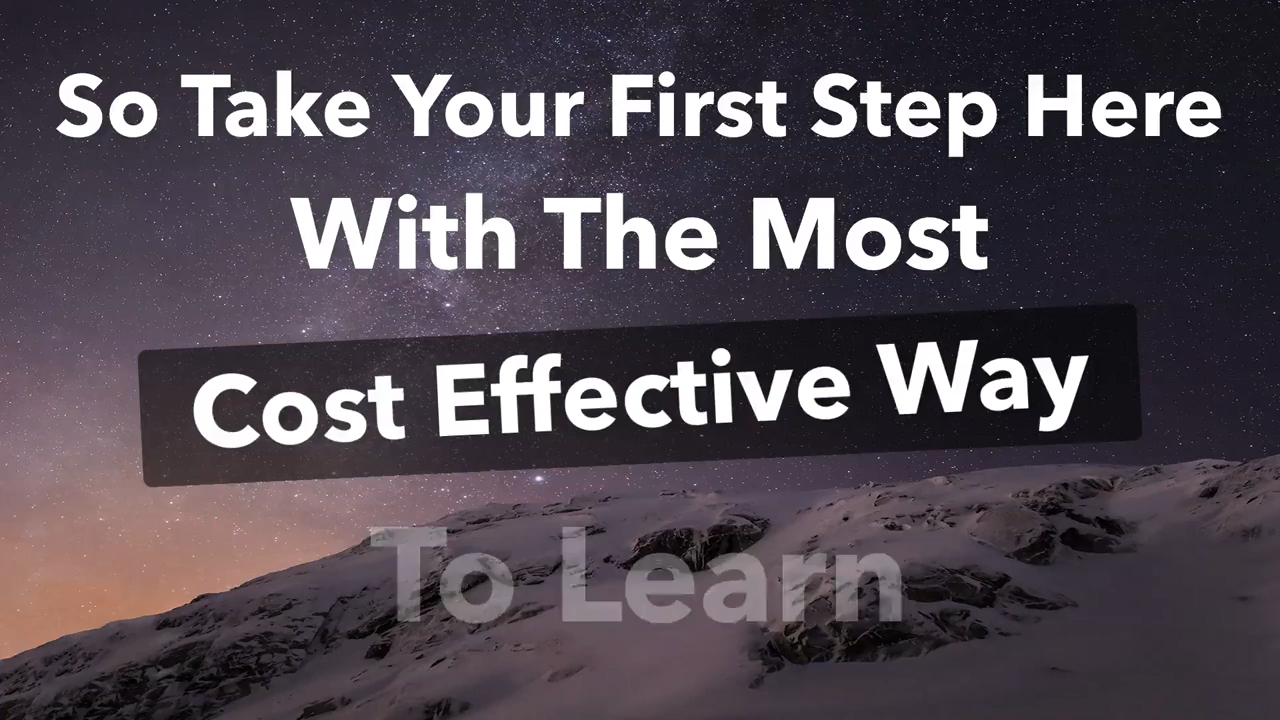 So Take Your First Step Here
With The Most
Cost Effective Way
To Learn